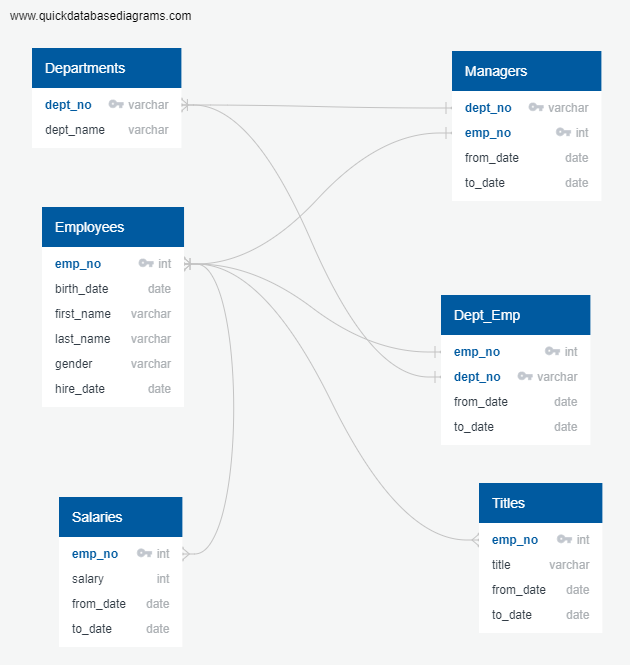 www.quickdatabasediagrams.com
Departments
dept_no varchar
dept_name varchar
Managers
dept_no varchar
emp_no int
from_date date
to_date date
Employees
emp_no int
birth_date date
first_name varchar
last_name varchar
gender varchar
hire_date date
Dept_Emp
emp_no int
dept_no varchar
from_date date
to_date date
Salaries
emp_no int
salary int
from_date date
to_date date
Titles
emp_no int
title varchar
from_date date
to_date date